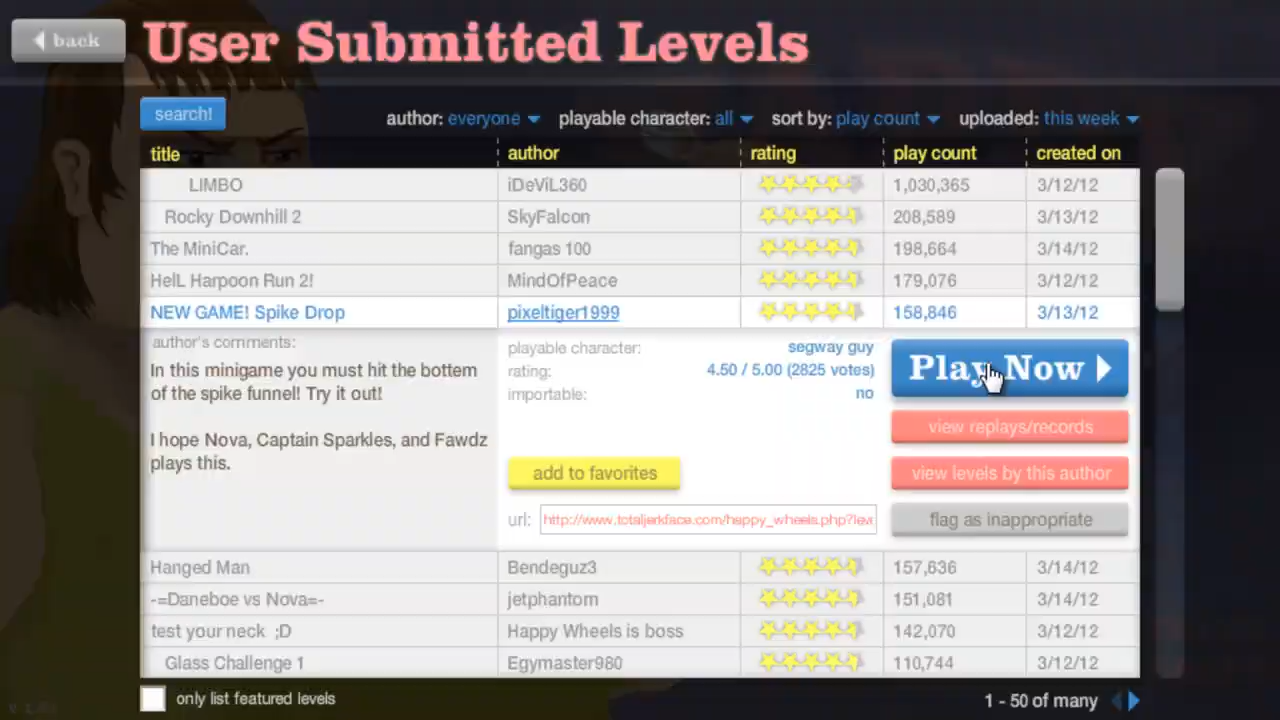 back
User Submitted Levels
search!
author: everyone playable character: all sort by: play count uploaded: this week
title author rating play count created on
LIMBO iDeViL360 1,030,365 3/12/12
Rocky Downhill 2 SkyFalcon 208,589 3/13/12
The MiniCar. fangas 100 198,664 3/14/12
HelL Harpoon Run 2! MindOfPeace 179,076 3/12/12
NEW GAME! Spike Drop pixeltiger1999 158,846 3/13/12
author's comments:
In this minigame you must hit the bottem
of the spike funnel! Try it out!
I hope Nova, Captain Sparkles, and Fawdz
plays this.
playable character: segway guy
rating: 4.50 / 5.00 (2825 votes)
importable: no
add to favorites
url: http://www.totaljerkface.com/happy_wheels.php?leve
Play Now
view replays/records
view levels by this author
flag as inappropriate
Hanged Man Bendeguz3 157,636 3/14/12
-=Daneboe vs Nova=- jetphantom 151,081 3/14/12
test your neck ;D Happy Wheels is boss 142,070 3/12/12
Glass Challenge 1 Egymaster980 110,744 3/12/12
only list featured levels
1 - 50 of many